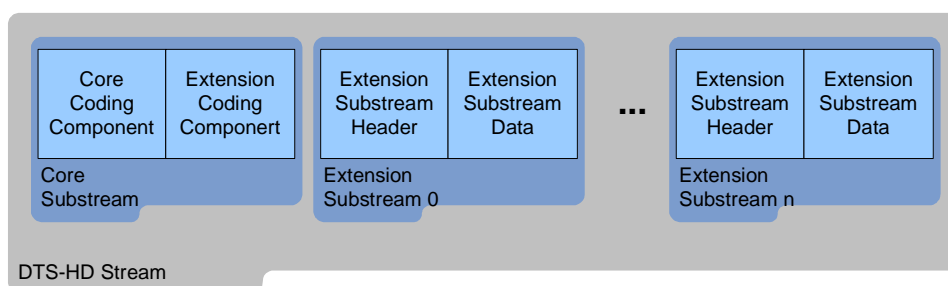 Core
Coding
Component
Extension
Coding
Componert
Extension
Substream
Header
Extension
Substream
Data
...
Extension
Substream
Header
Extension
Substream
Data
Core
Substream
Extension
Substream 0
Extension
Substream n
DTS-HD Stream